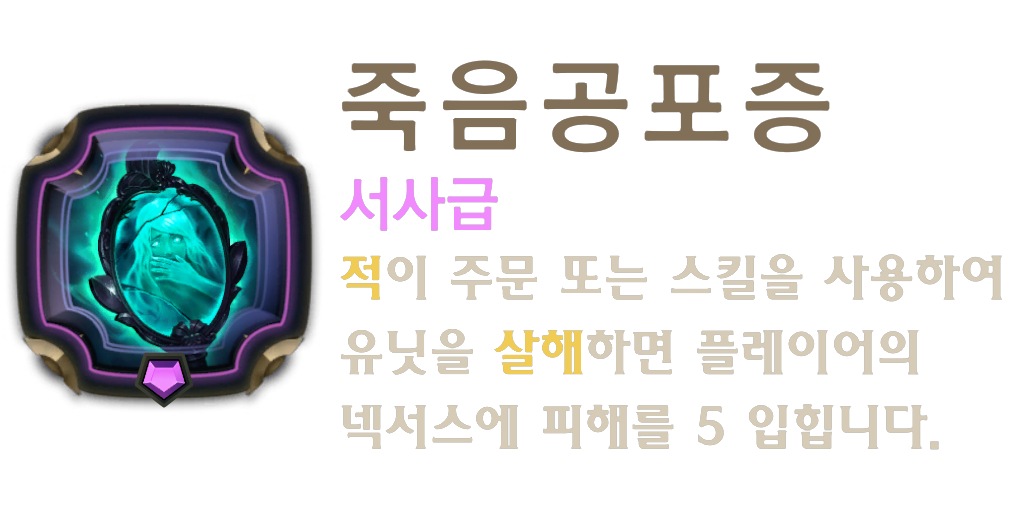 죽음공포증
서사급
적이 주문 또는 스킬을 사용하여
유닛을 살해하면 플레이어의
넥서스에 피해를 5 입힙니다.